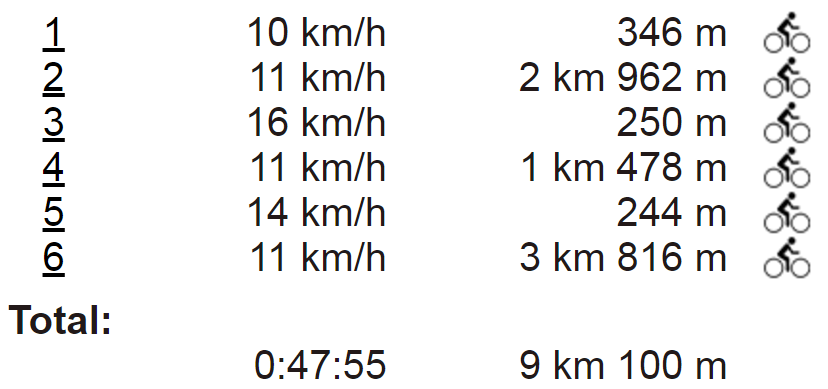 1 10 km/h 346 m
2 11 km/h 2 km 962 m
3 16 km/h 250 m
4 11 km/h 1 km 478 m
5 14 km/h 244 m
6 11 km/h 3 km 816 m
Total:
0:47:55 9 km 100 m